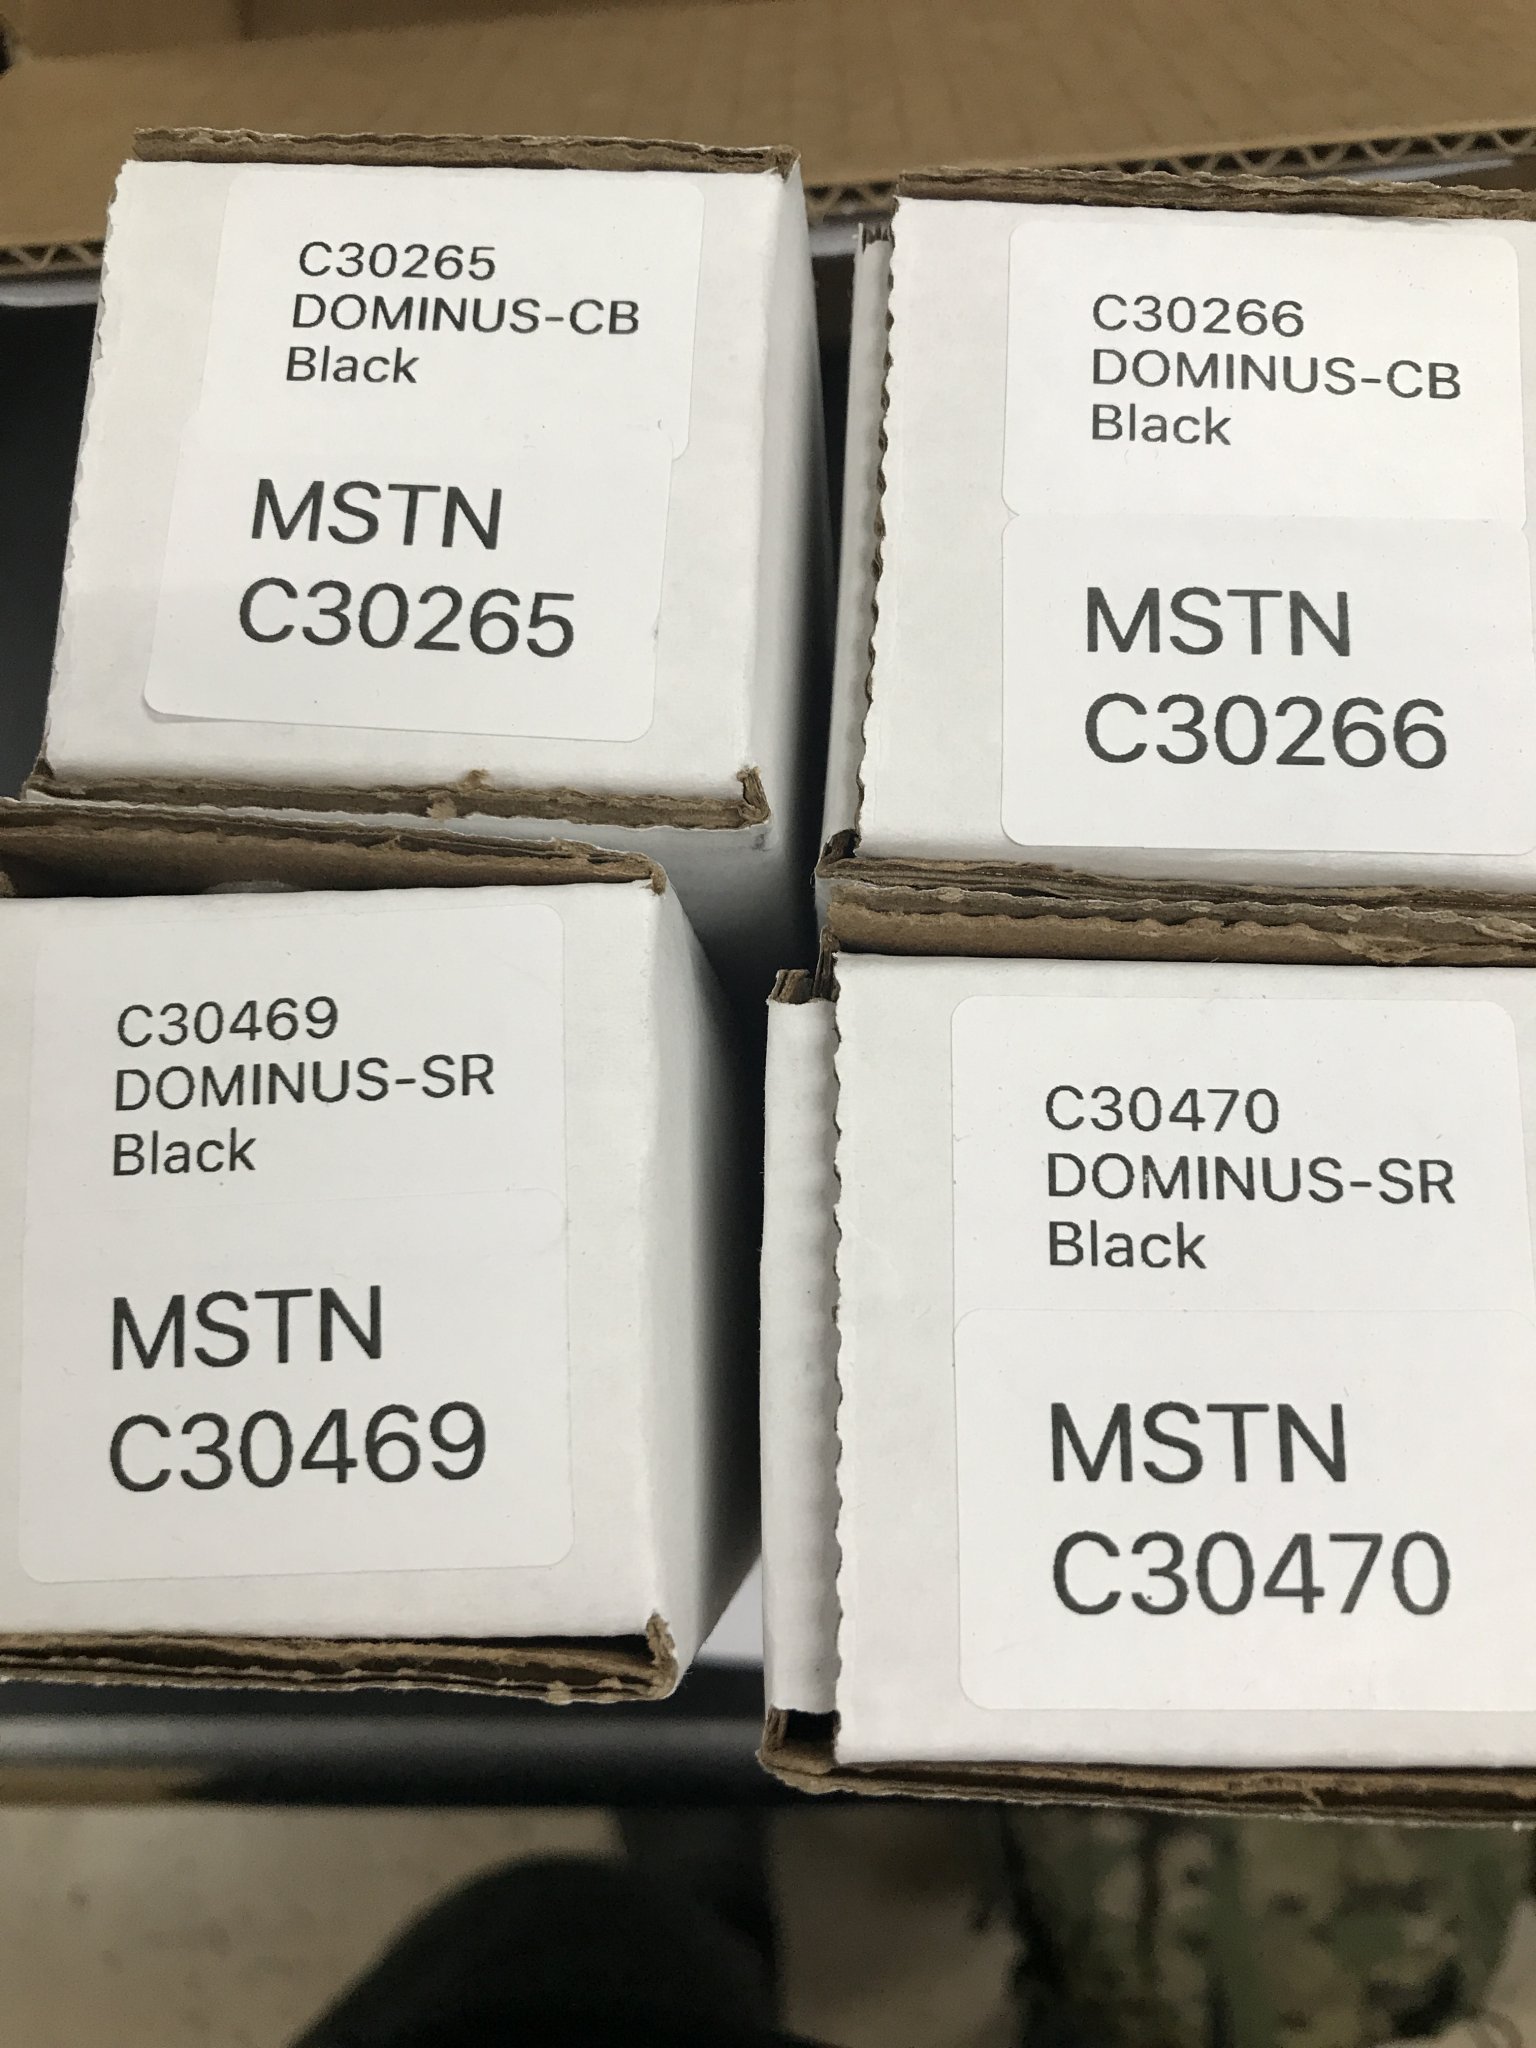 C30265
DOMINUS-CB
Black
MSTN
C30265
C30266
DOMINUS-CB
Black
MSTN
C30266
C30469
DOMINUS-SR
Black
MSTN
C30469
C30470
DOMINUS-SR
Black
MSTN
C30470